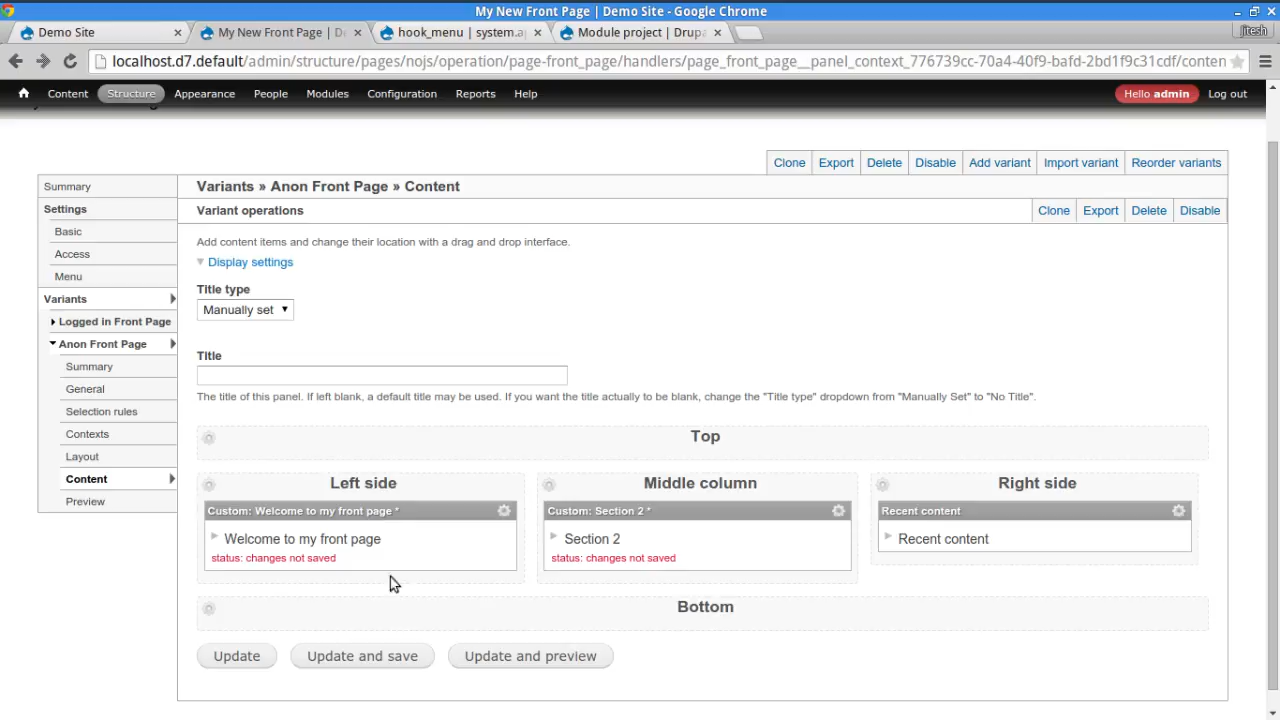 My New Front Page | Demo Site - Google Chrome
Demo Site
My New Front Page | D
hook_menu | system.a
Module project | Drup
jitesh
localhost.d7.default/admin/structure/pages/nojs/operation/page-front_page/handlers/page_front_page__panel_context_776739cc-70a4-40f9-bafd-2bd1f9c31cdf/conten
Content Structure Appearance People Modules Configuration Reports Help Hello admin Log out
Clone Export Delete Disable Add variant Import variant Reorder variants
Summary
Settings
Basic
Access
Menu
Variants
Logged in Front Page
Anon Front Page
Summary
General
Selection rules
Contexts
Layout
Content
Preview
Variants » Anon Front Page » Content
Variant operations Clone Export Delete Disable
Add content items and change their location with a drag and drop interface.
Display settings
Title type
Manually set
Title
The title of this panel. If left blank, a default title may be used. If you want the title actually to be blank, change the "Title type" dropdown from "Manually Set" to "No Title".
Top
Left side
Custom: Welcome to my front page *
Welcome to my front page
status: changes not saved
Middle column
Custom: Section 2 *
Section 2
status: changes not saved
Right side
Recent content
Recent content
Bottom
Update Update and save Update and preview